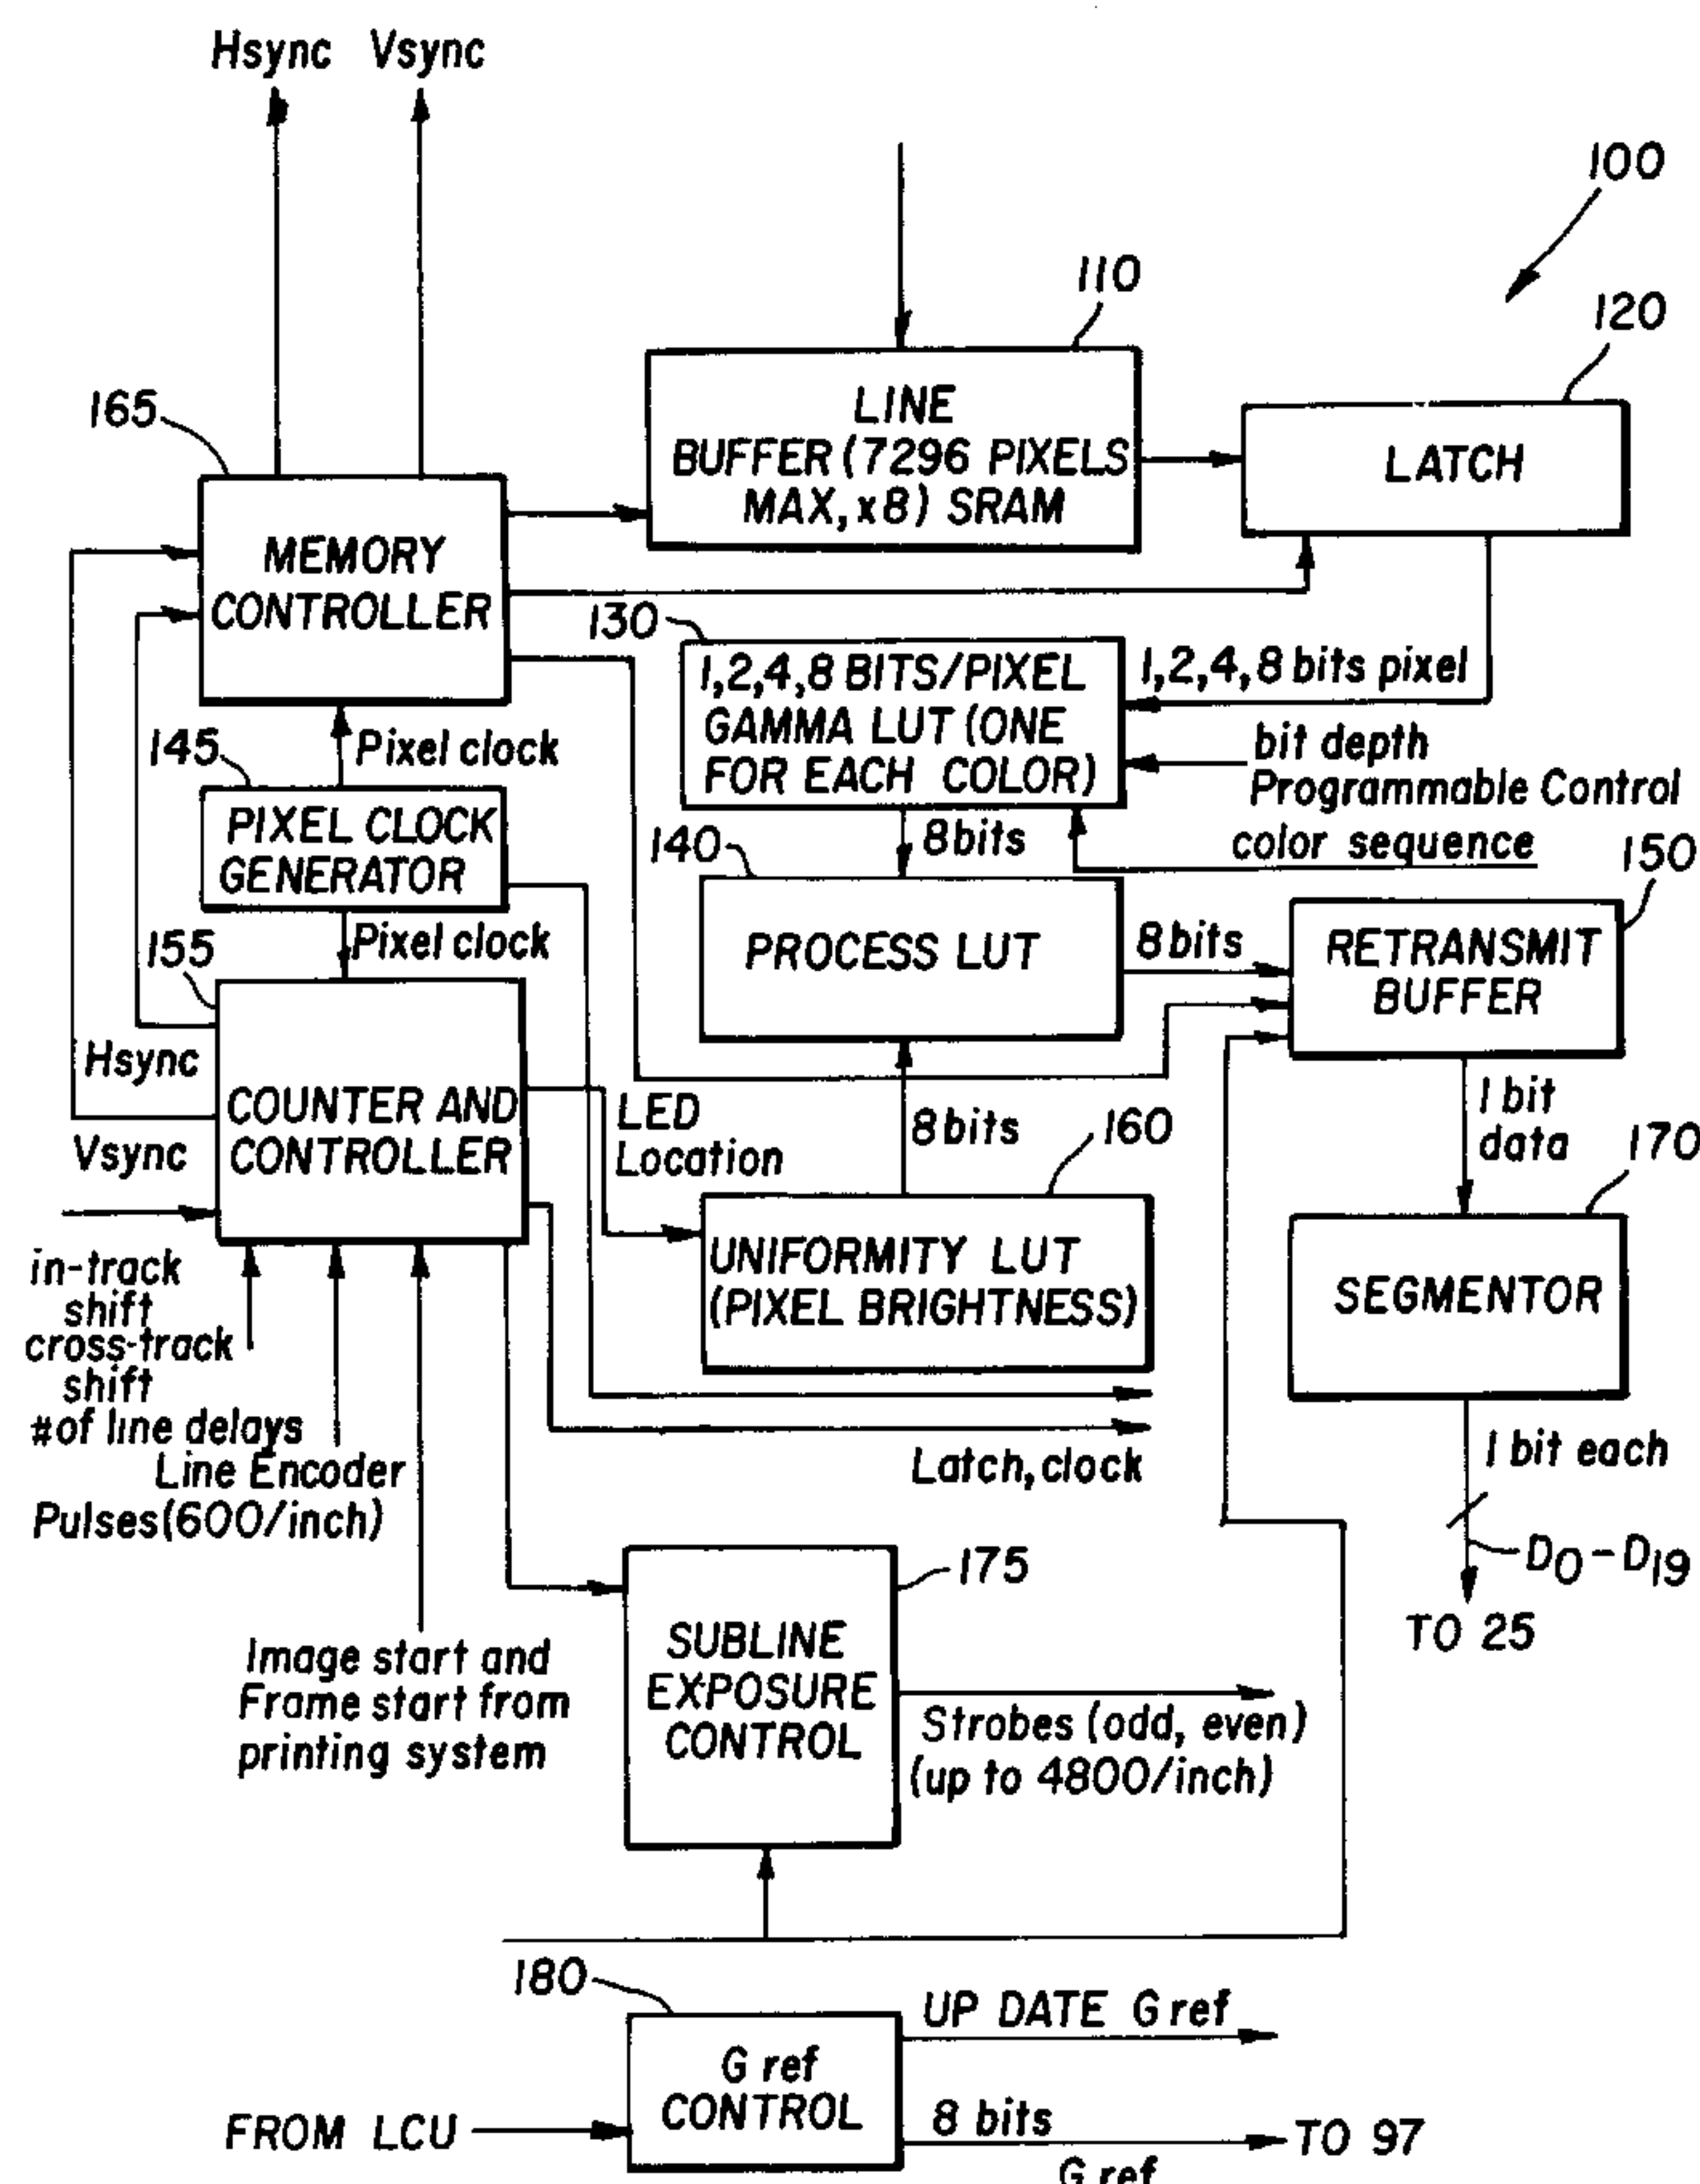 Hsync Vsync
100
110
120
165
LINE
BUFFER (7296 PIXELS
MAX, x8) SRAM
LATCH
MEMORY
CONTROLLER
130
1,2,4,8 BITS/PIXEL
GAMMA LUT (ONE
FOR EACH COLOR)
1,2,4,8 bits pixel
bit depth
Programmable Control
color sequence
145
Pixel clock
PIXEL CLOCK
GENERATOR
Pixel clock
140
8 bits
PROCESS LUT
8 bits
150
RETRANSMIT
BUFFER
155
Hsync
Vsync
COUNTER AND
CONTROLLER
LED
Location
8 bits
160
1 bit
data
170
UNIFORMITY LUT
(PIXEL BRIGHTNESS)
SEGMENTOR
in-track
shift
cross-track
shift
# of line delays
Line Encoder
Pulses (600/inch)
Latch, clock
1 bit each
D0-D19
TO 25
Image start and
Frame start from
printing system
175
SUBLINE
EXPOSURE
CONTROL
Strobes (odd, even)
(up to 4800/inch)
180
UP DATE G ref
G ref
CONTROL
FROM LCU
8 bits
TO 97
G ref